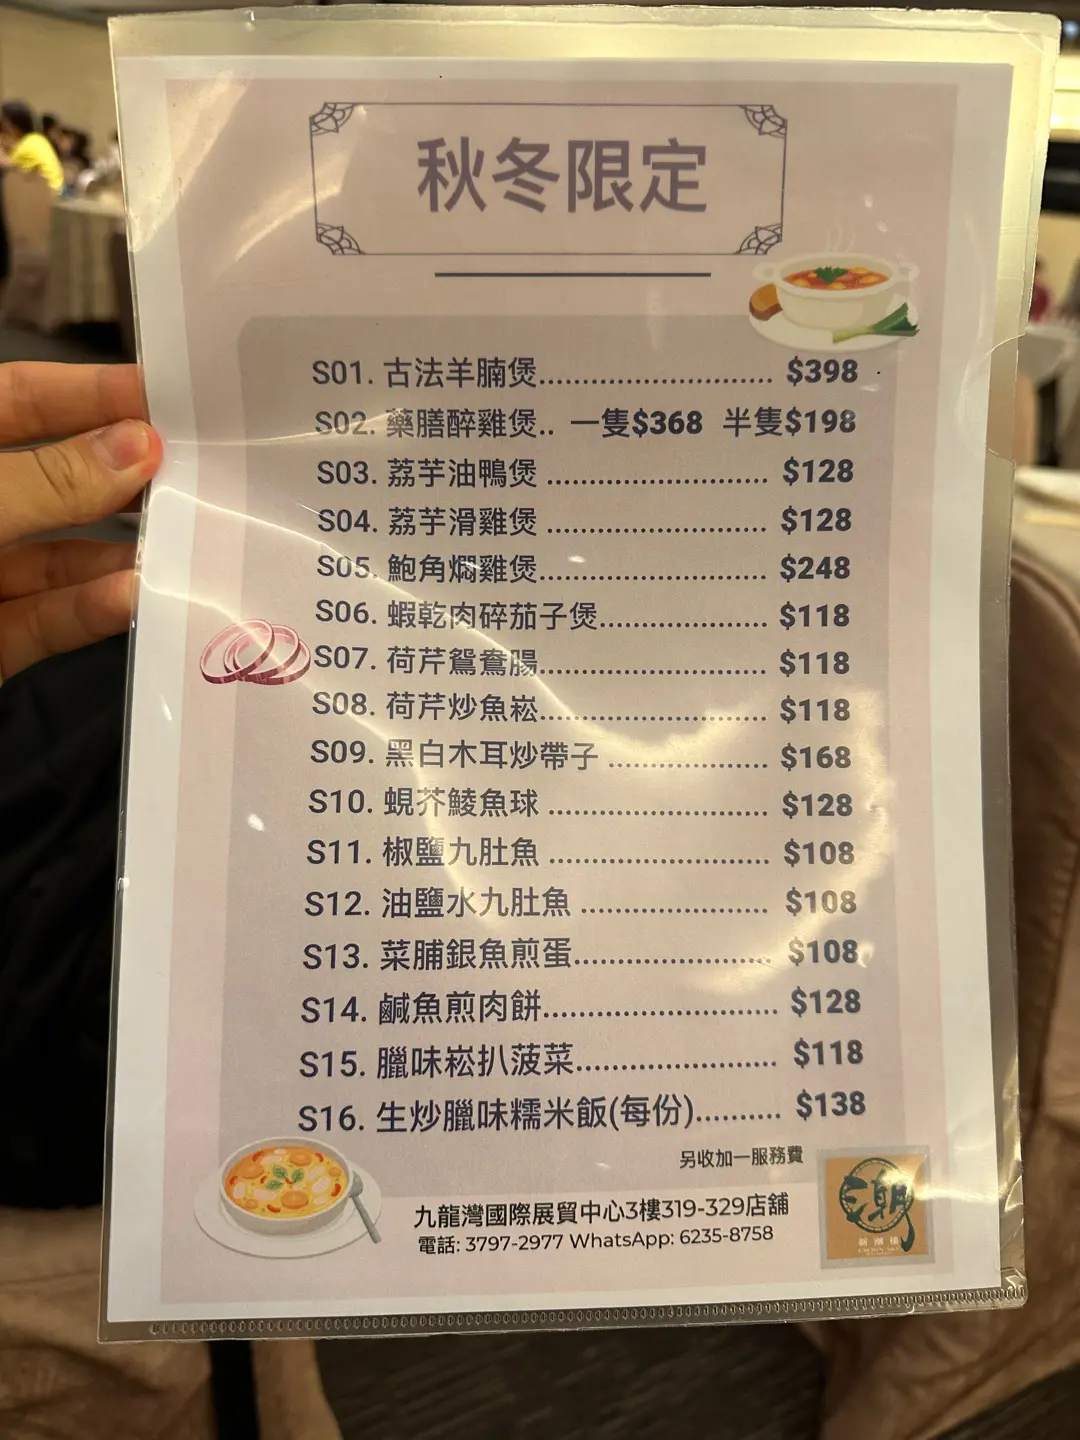 秋冬限定
S01. 古法羊腩煲........................... $398
S02. 藥膳醉雞煲.. 一隻$368 半隻$198
S03. 荔芋油鴨煲 ......................... $128
S04. 荔芋滑雞煲 ......................... $128
S05. 鮑角燜雞煲.......................... $248
S06. 蝦乾肉碎茄子煲................... $118
S07. 荷芹鴛鴦腸.......................... $118
S08. 荷芹炒魚崧.......................... $118
S09. 黑白木耳炒帶子 .................. $168
S10. 蜆芥鯪魚球 ......................... $128
S11. 椒鹽九肚魚 ......................... $108
S12. 油鹽水九肚魚 ..................... $108
S13. 菜脯銀魚煎蛋...................... $108
S14. 鹹魚煎肉餅.......................... $128
S15. 臘味崧扒菠菜...................... $118
S16. 生炒臘味糯米飯(每份).......... $138
另收加一服務費
九龍灣國際展貿中心3樓319-329店舖
電話: 3797-2977 WhatsApp: 6235-8758
潮